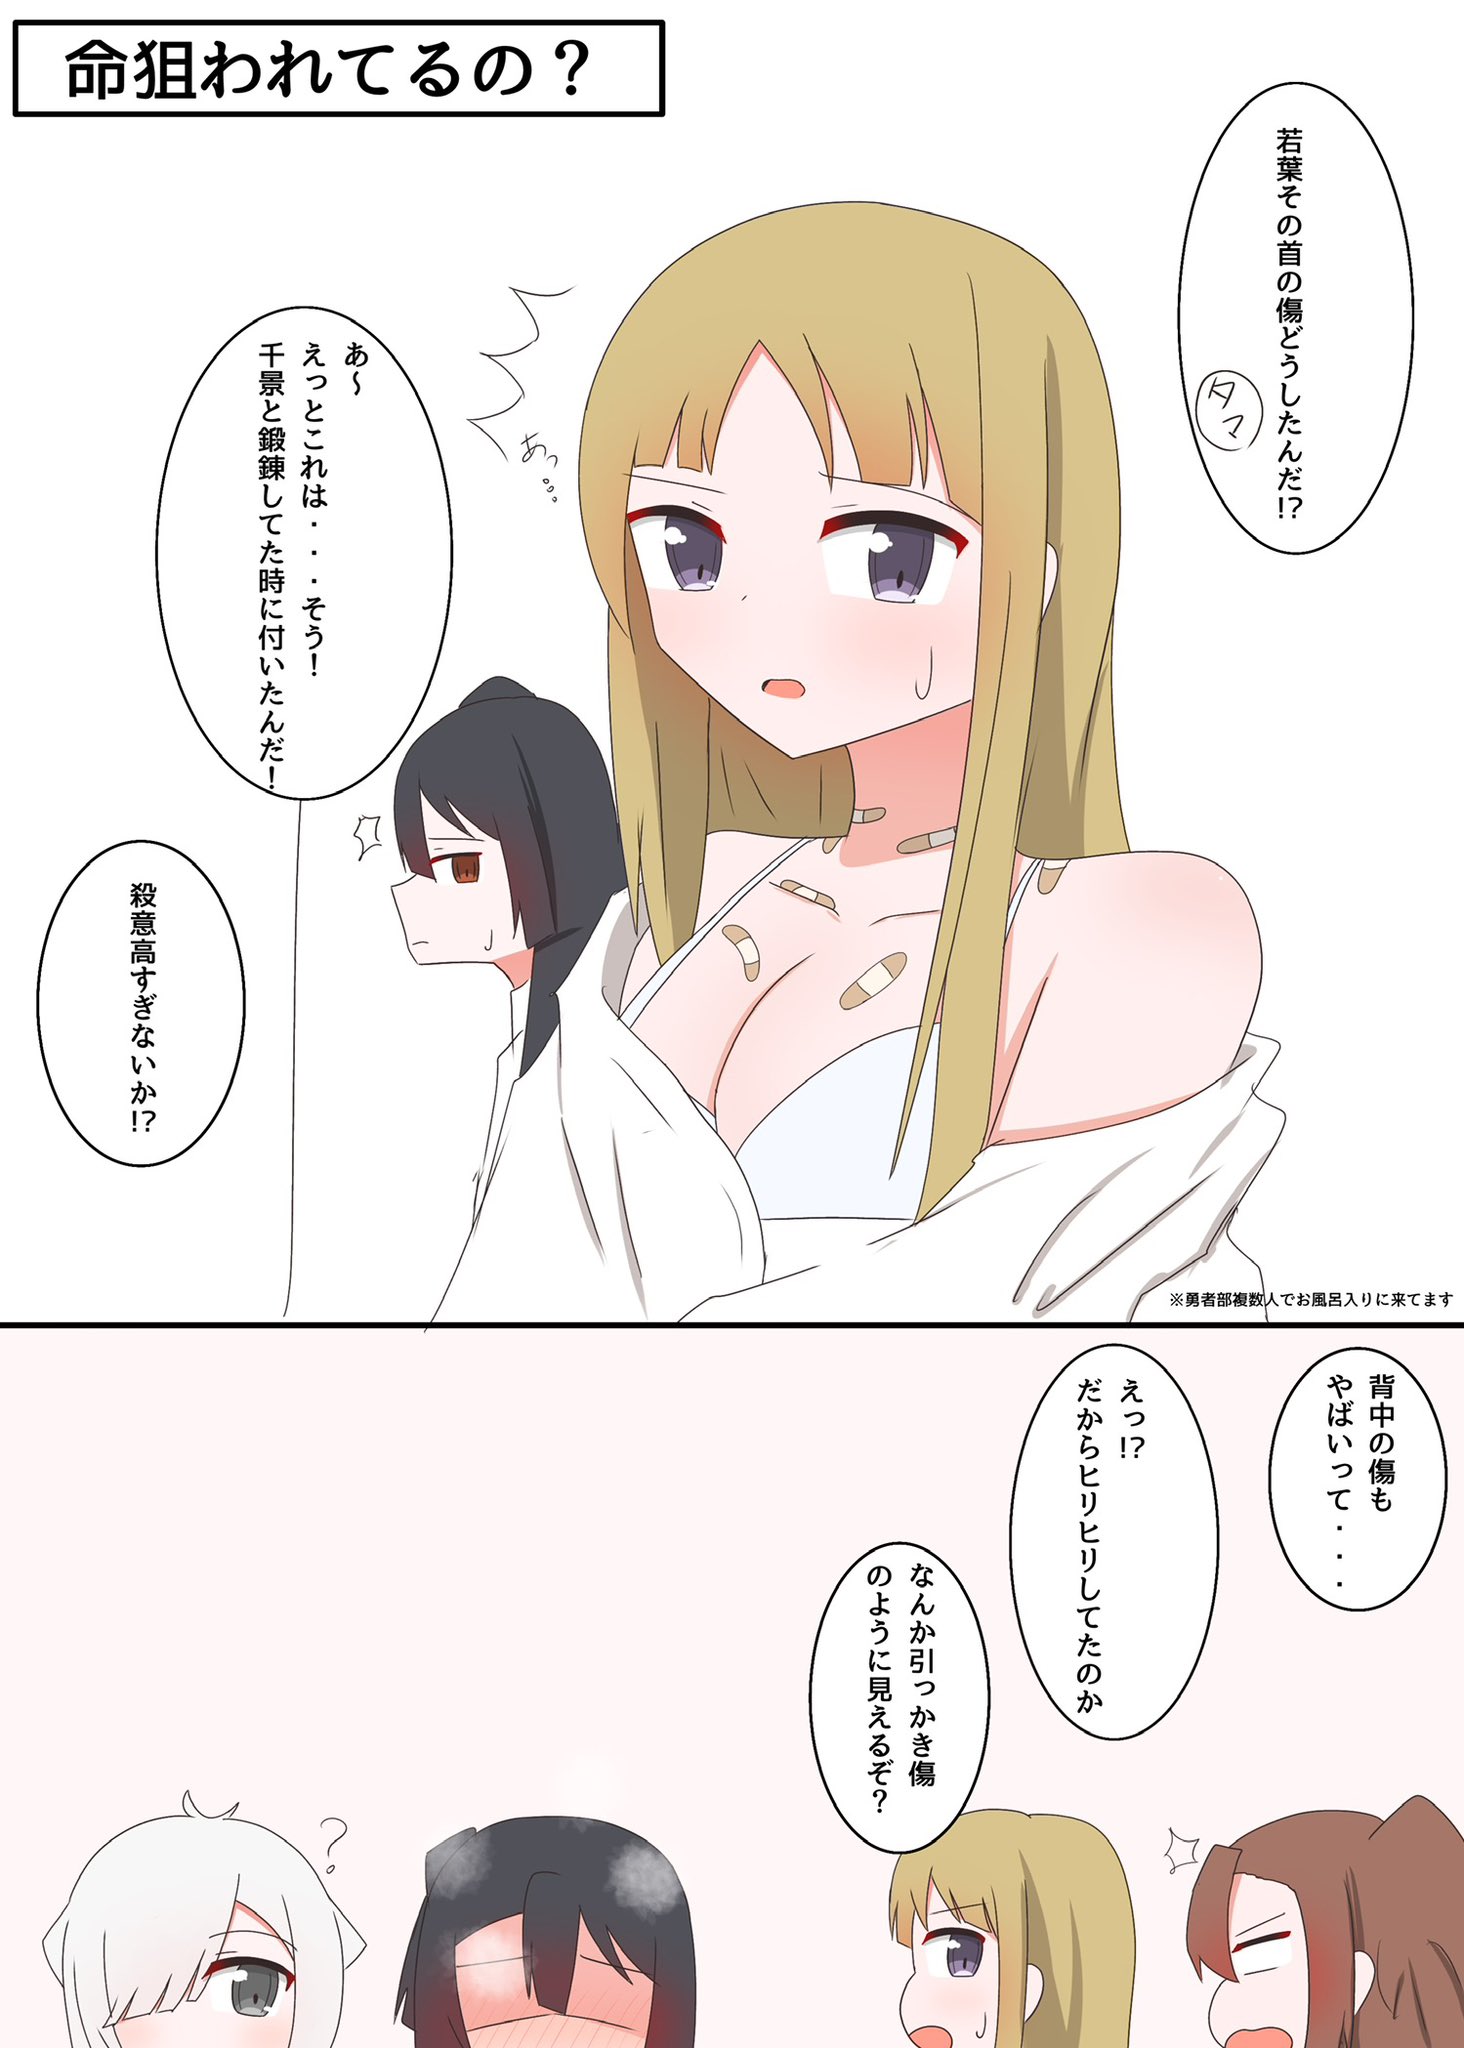 命狙われてるの？
若葉その首の傷どうしたんだ!?
タマ
あっ…
あ～
えっとこれは・・・そう！
千景と鍛錬してた時に付いたんだ！
殺意高すぎないか!?
※勇者部複数人でお風呂入りに来てます
背中の傷も
やばいって・・・
えっ!?
だからヒリヒリしてたのか
なんか引っかき傷
のように見えるぞ？
?